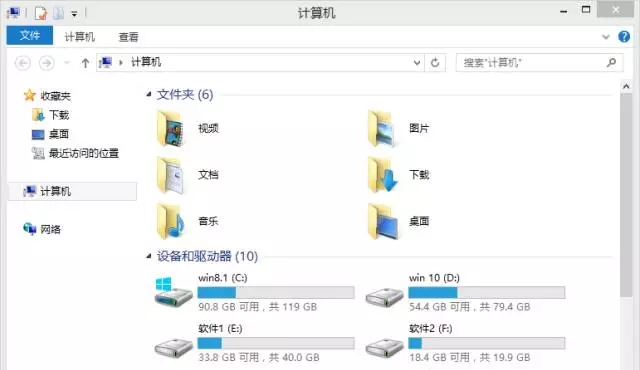 计算机
文件 计算机 查看
计算机
搜索"计算机"
收藏夹
下载
桌面
最近访问的位置
计算机
网络
文件夹 (6)
视频 图片
文档 下载
音乐 桌面
设备和驱动器 (10)
win8.1 (C:) win 10 (D:)
90.8 GB 可用，共 119 GB 54.4 GB 可用，共 79.4 GB
软件1 (E:) 软件2 (F:)
33.8 GB 可用，共 40.0 GB 18.4 GB 可用，共 19.9 GB